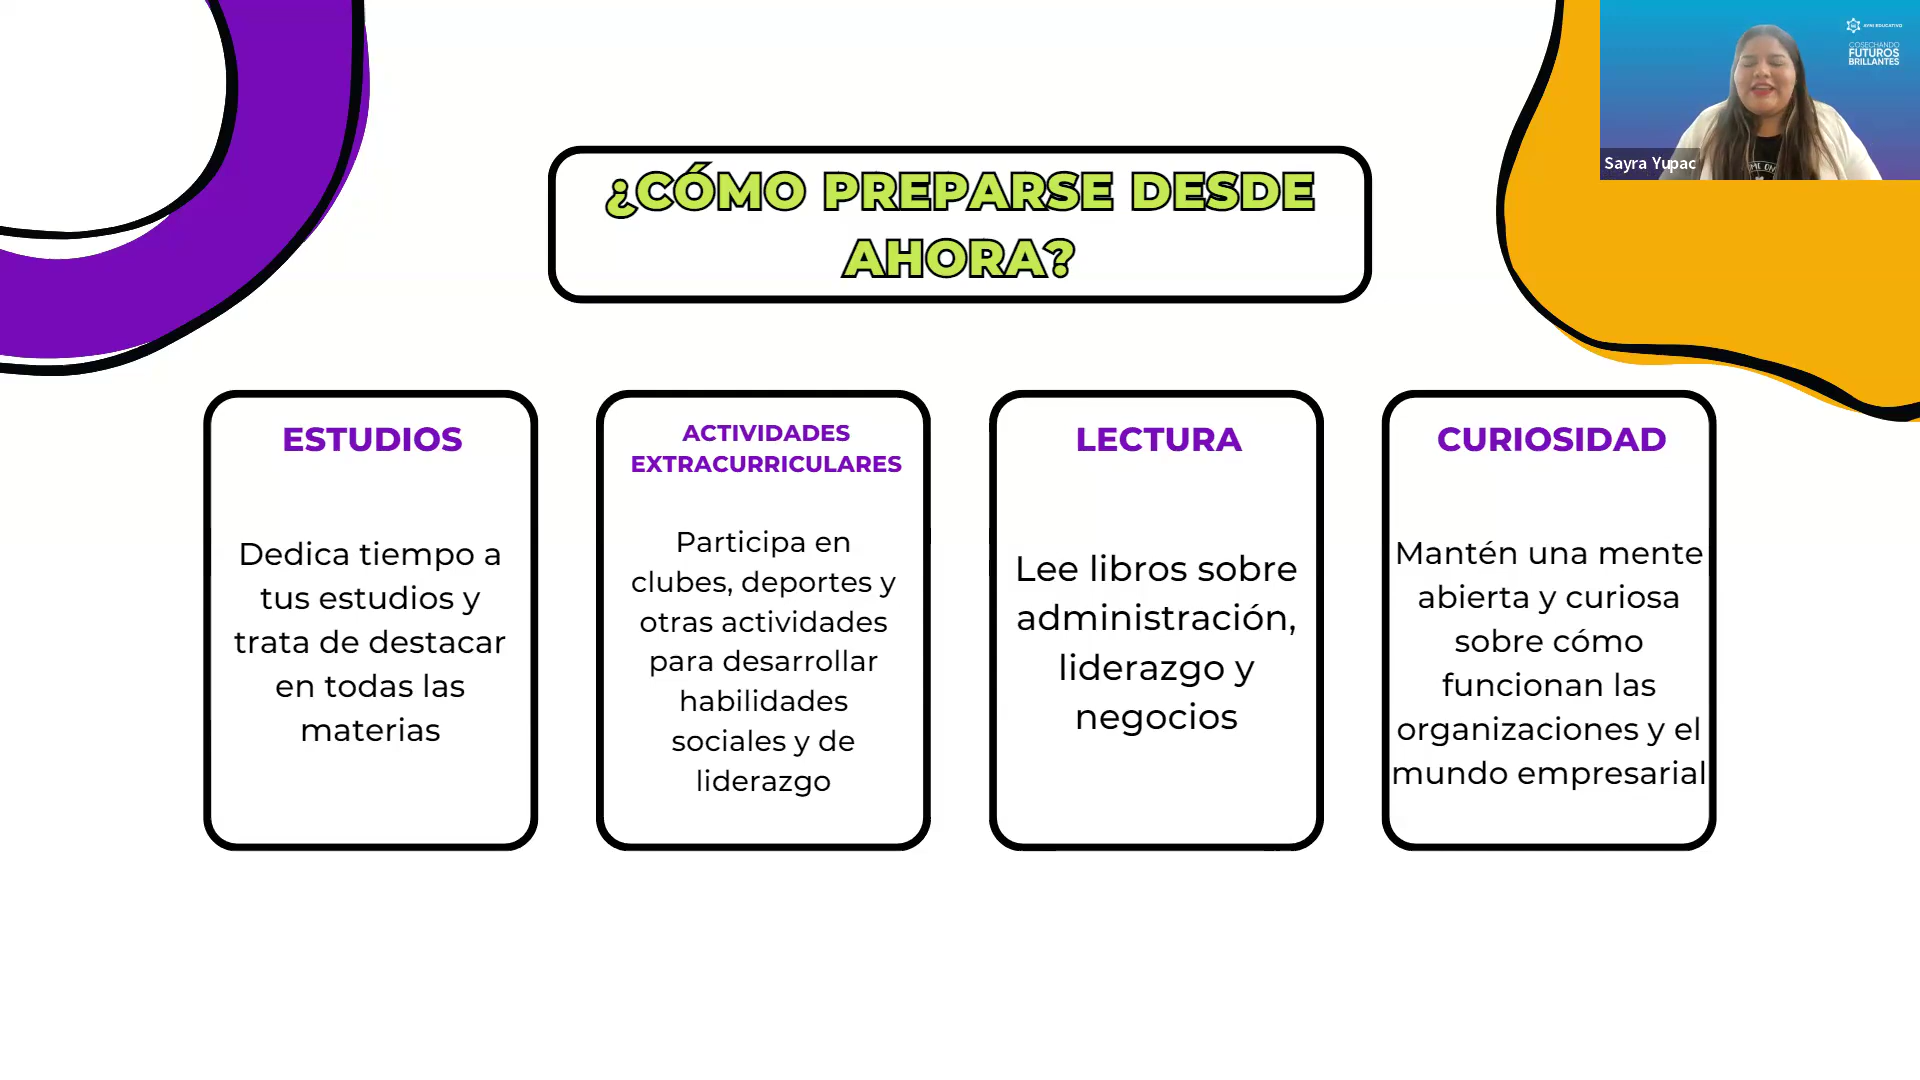 AYNI EDUCATIVO
COSECHANDO
FUTUROS
BRILLANTES
Sayra Yupac
¿CÓMO PREPARSE DESDE
AHORA?
ESTUDIOS
Dedica tiempo a
tus estudios y
trata de destacar
en todas las
materias
ACTIVIDADES
EXTRACURRICULARES
Participa en
clubes, deportes y
otras actividades
para desarrollar
habilidades
sociales y de
liderazgo
LECTURA
Lee libros sobre
administración,
liderazgo y
negocios
CURIOSIDAD
Mantén una mente
abierta y curiosa
sobre cómo
funcionan las
organizaciones y el
mundo empresarial